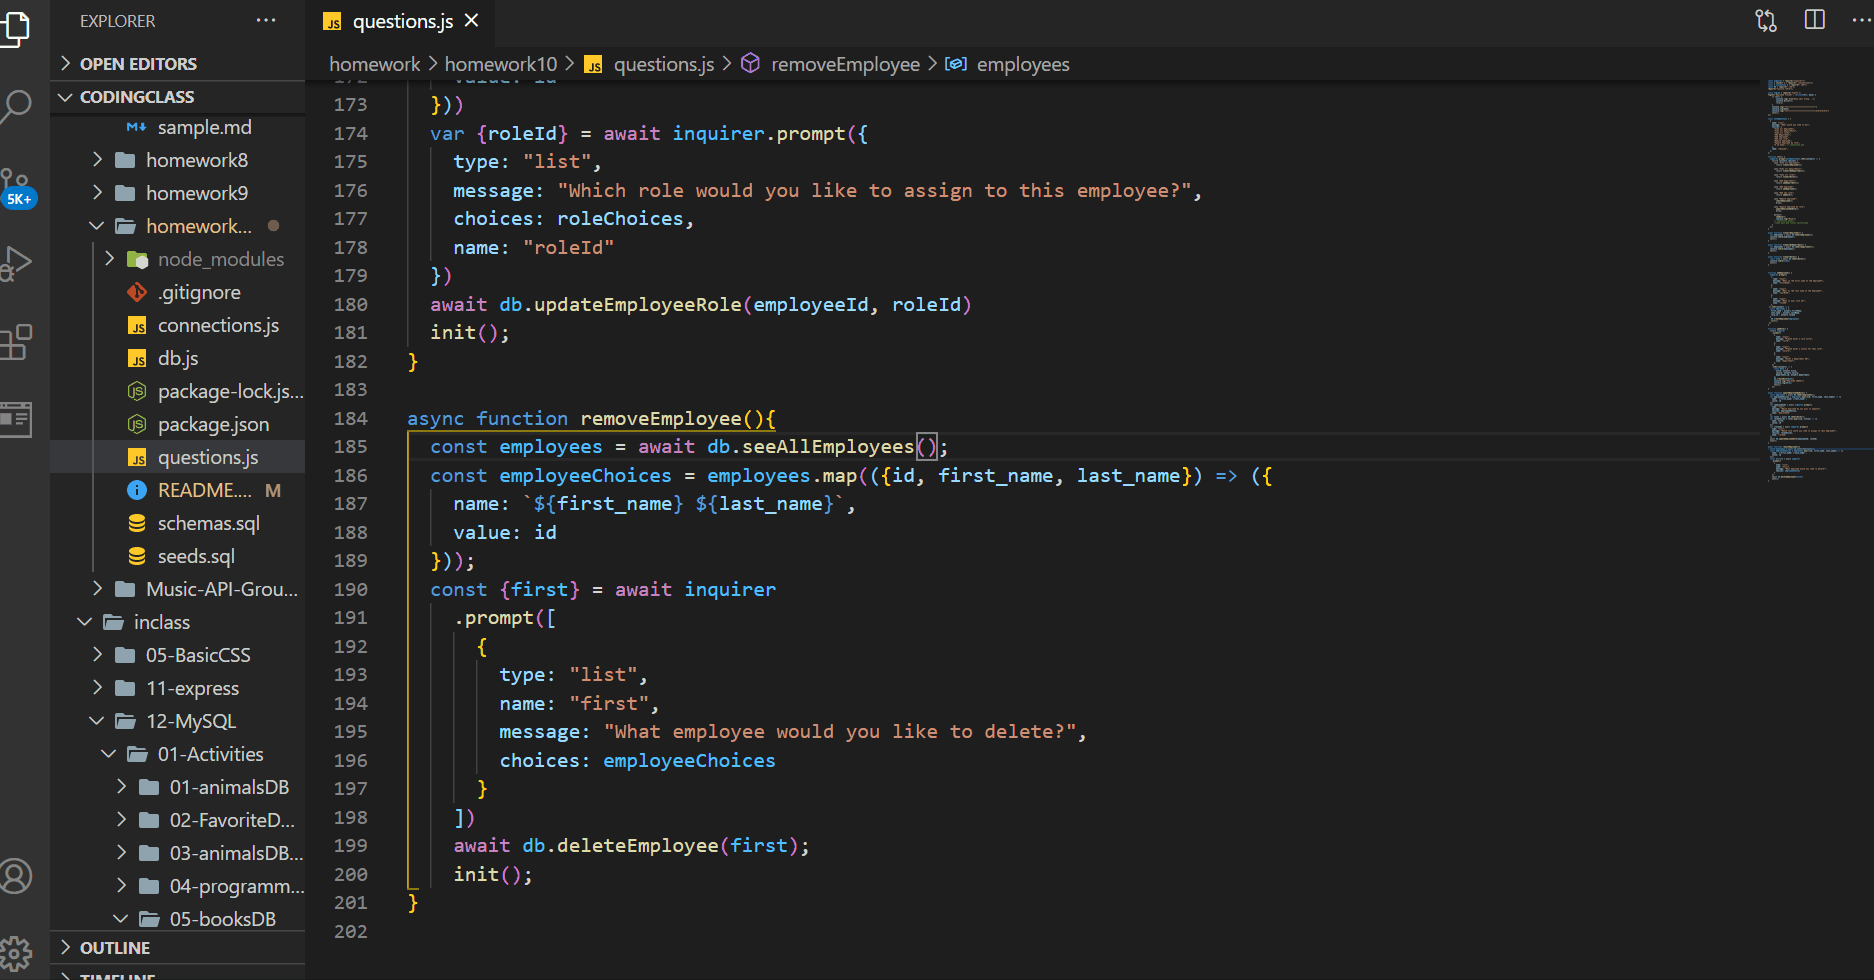 EXPLORER
OPEN EDITORS
CODINGCLASS
sample.md
homework8
homework9
homework...
node_modules
.gitignore
connections.js
db.js
package-lock.js...
package.json
questions.js
README.... M
schemas.sql
seeds.sql
Music-API-Grou...
inclass
05-BasicCSS
11-express
12-MySQL
01-Activities
01-animalsDB
02-FavoriteD...
03-animalsDB...
04-programm...
05-booksDB
OUTLINE
TIMELINE
5K+
JS questions.js
homework > homework10 > JS questions.js > removeEmployee > employees
172 value: id
173 }))
174 var {roleId} = await inquirer.prompt({
175 type: "list",
176 message: "Which role would you like to assign to this employee?",
177 choices: roleChoices,
178 name: "roleId"
179 })
180 await db.updateEmployeeRole(employeeId, roleId)
181 init();
182 }
183
184 async function removeEmployee(){
185 const employees = await db.seeAllEmployees();
186 const employeeChoices = employees.map(({id, first_name, last_name}) => ({
187 name: `${first_name} ${last_name}`,
188 value: id
189 }));
190 const {first} = await inquirer
191 .prompt([
192 {
193 type: "list",
194 name: "first",
195 message: "What employee would you like to delete?",
196 choices: employeeChoices
197 }
198 ])
199 await db.deleteEmployee(first);
200 init();
201 }
202